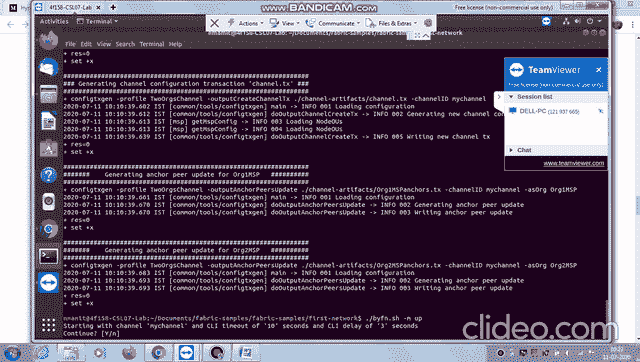 WWW.BANDICAM.COM
4f158-CSL07-Lab
Free license (non-commercial use only)
Actions View Communicate Files & Extras
Activities
-network
File Edit View Search Terminal Help
+ res=0
+ set +x
### Generating channel configuration transaction 'channel.tx' ###
+ configtxgen -profile TwoOrgsChannel -outputCreateChannelTx ./channel-artifacts/channel.tx -channelID mychannel
2020-07-11 10:10:39.602 IST [common/tools/configtxgen] main -> INFO 001 Loading configuration
2020-07-11 10:10:39.612 IST [common/tools/configtxgen] doOutputChannelCreateTx -> INFO 002 Generating new channel con
2020-07-11 10:10:39.613 IST [msp] getMspConfig -> INFO 003 Loading NodeOUs
2020-07-11 10:10:39.614 IST [msp] getMspConfig -> INFO 004 Loading NodeOUs
2020-07-11 10:10:39.639 IST [common/tools/configtxgen] doOutputChannelCreateTx -> INFO 005 Writing new channel tx
+ res=0
+ set +x
####### Generating anchor peer update for Org1MSP ##########
+ configtxgen -profile TwoOrgsChannel -outputAnchorPeersUpdate ./channel-artifacts/Org1MSPanchors.tx -channelID mychannel -asOrg Org1MSP
2020-07-11 10:10:39.660 IST [common/tools/configtxgen] main -> INFO 001 Loading configuration
2020-07-11 10:10:39.670 IST [common/tools/configtxgen] doOutputAnchorPeersUpdate -> INFO 002 Generating anchor peer update
2020-07-11 10:10:39.670 IST [common/tools/configtxgen] doOutputAnchorPeersUpdate -> INFO 003 Writing anchor peer update
+ res=0
+ set +x
####### Generating anchor peer update for Org2MSP ##########
+ configtxgen -profile TwoOrgsChannel -outputAnchorPeersUpdate ./channel-artifacts/Org2MSPanchors.tx -channelID mychannel -asOrg Org2MSP
2020-07-11 10:10:39.683 IST [common/tools/configtxgen] main -> INFO 001 Loading configuration
2020-07-11 10:10:39.693 IST [common/tools/configtxgen] doOutputAnchorPeersUpdate -> INFO 002 Generating anchor peer update
2020-07-11 10:10:39.693 IST [common/tools/configtxgen] doOutputAnchorPeersUpdate -> INFO 003 Writing anchor peer update
+ res=0
+ set +x
mnamit@4f158-CSL07-Lab:~/Documents/fabric-samples/fabric-samples/first-network$ ./byfn.sh -m up
Starting with channel 'mychannel' and CLI timeout of '10' seconds and CLI delay of '3' seconds
Continue? [Y/n]
TeamViewer
Free license (non-commercial use only)
Session list
DELL-PC (121 937 665)
Chat
www.teamviewer.com
clideo.com